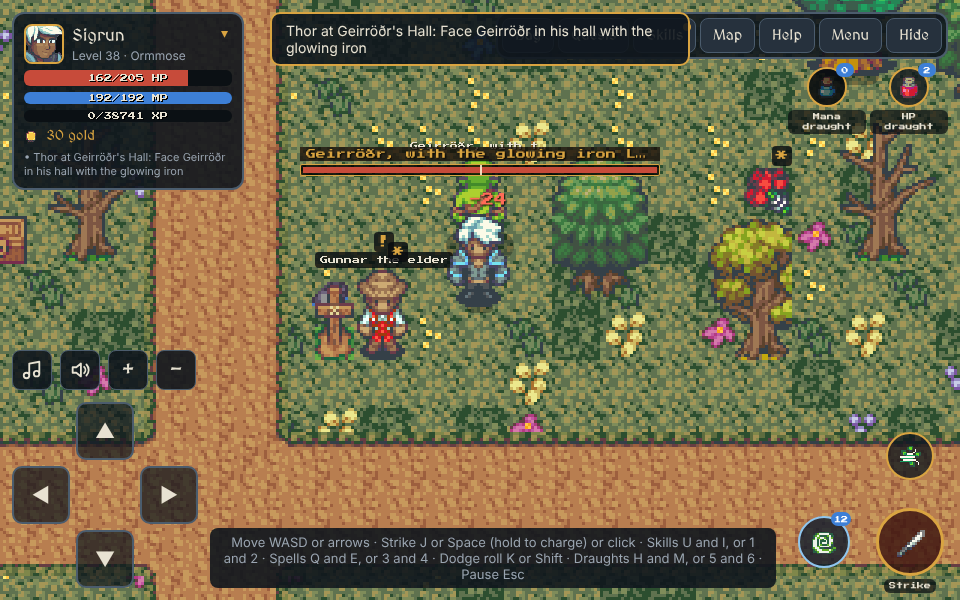 Sigrun
Level 38 · Ormmose
162/205 HP
192/192 MP
0/38741 XP
30 gold
• Thor at Geirröðr's Hall: Face Geirröðr
in his hall with the glowing iron
Thor at Geirröðr's Hall: Face Geirröðr in his hall with the
glowing iron
Map
Help
Menu
Hide
0
Mana
draught
2
HP
draught
Geirröðr, with the glowing iron L...
-24
Gunnar the elder
Move WASD or arrows · Strike J or Space (hold to charge) or click · Skills U and I, or 1
and 2 · Spells Q and E, or 3 and 4 · Dodge roll K or Shift · Draughts H and M, or 5 and 6 ·
Pause Esc
12
Strike